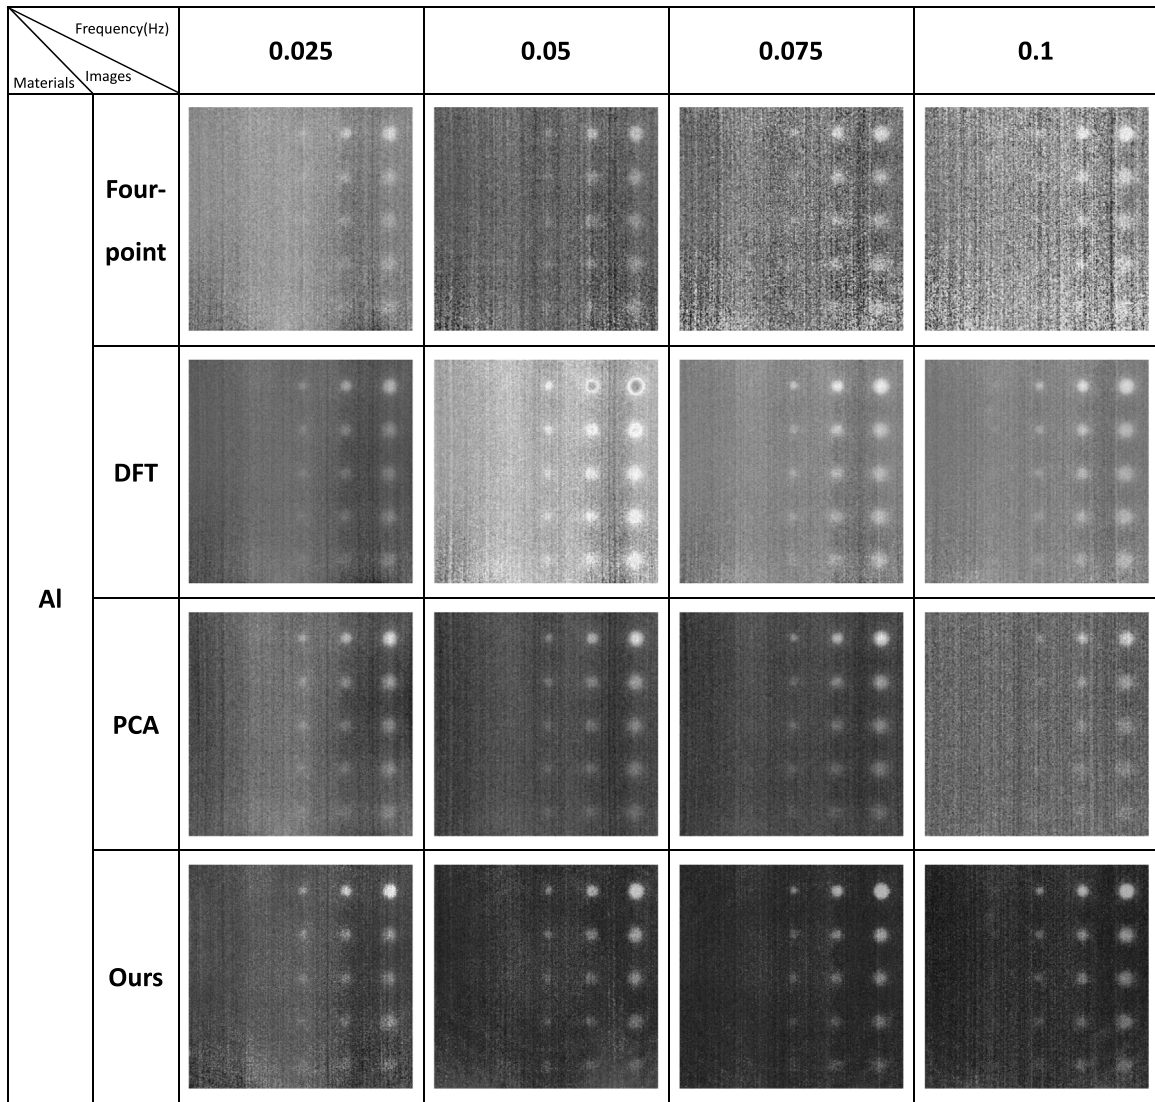 Frequency(Hz)
Images
Materials
0.025
0.05
0.075
0.1
Al
Four-
point
DFT
PCA
Ours